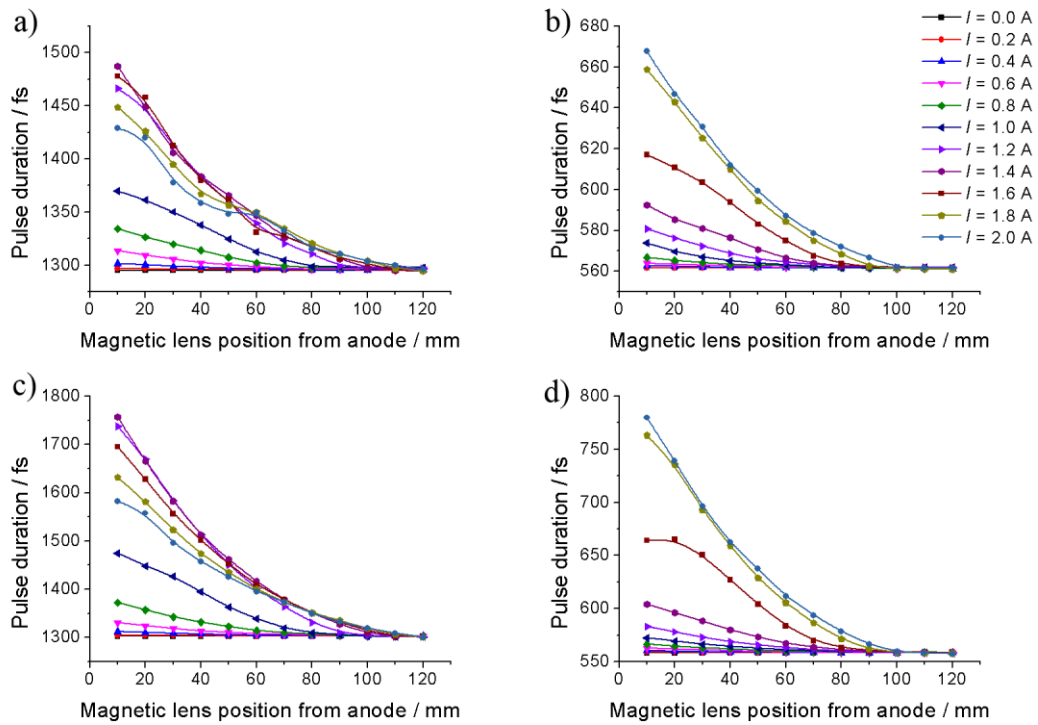 a)
Pulse duration / fs
1500
1450
1400
1350
1300
0 20 40 60 80 100 120
Magnetic lens position from anode / mm
b)
Pulse duration / fs
680
660
640
620
600
580
560
0 20 40 60 80 100 120
Magnetic lens position from anode / mm
I = 0.0 A
I = 0.2 A
I = 0.4 A
I = 0.6 A
I = 0.8 A
I = 1.0 A
I = 1.2 A
I = 1.4 A
I = 1.6 A
I = 1.8 A
I = 2.0 A
c)
Pulse duration / fs
1800
1700
1600
1500
1400
1300
0 20 40 60 80 100 120
Magnetic lens position from anode / mm
d)
Pulse duration / fs
800
750
700
650
600
550
0 20 40 60 80 100 120
Magnetic lens position from anode / mm